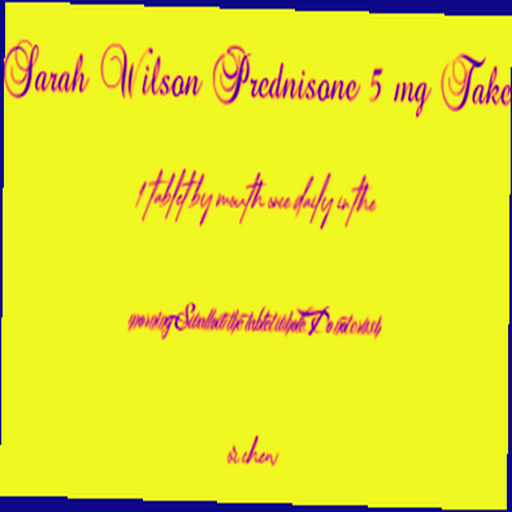 Sarah Wilson Prednisone 5 mg Take
1 tablet by mouth once daily in the
morning Swallow the tablet whole Do not crush
or chew